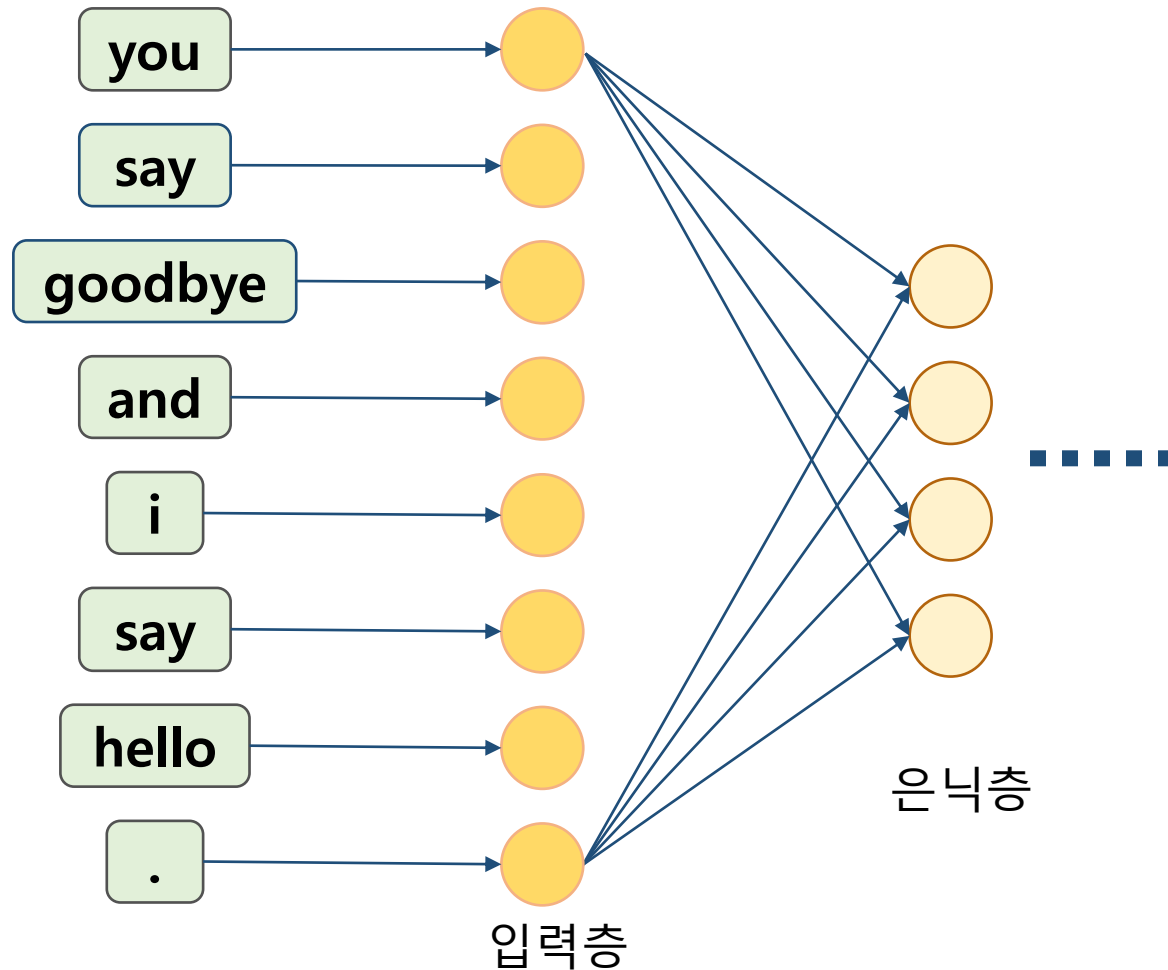 you
say
goodbye
and
i
say
hello
.
은닉층
입력층